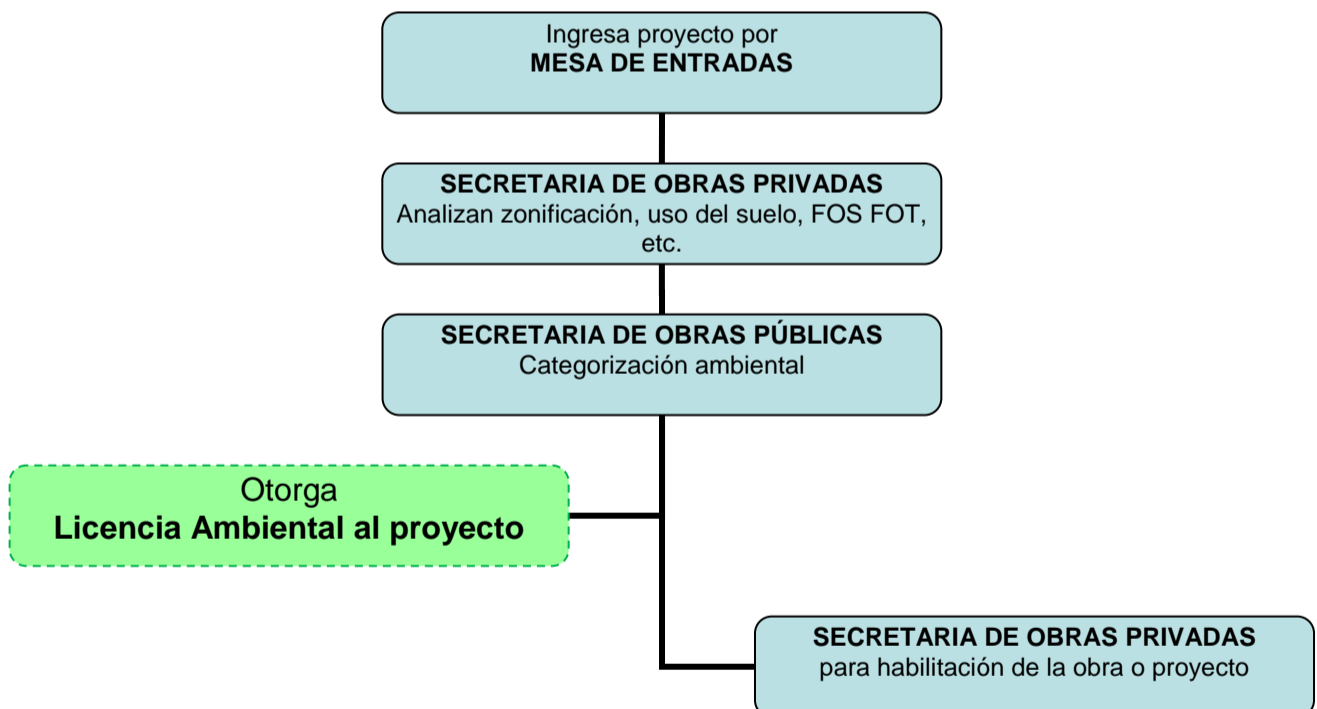 Ingresa proyecto por
MESA DE ENTRADAS
SECRETARIA DE OBRAS PRIVADAS
Analizan zonificación, uso del suelo, FOS FOT,
etc.
SECRETARIA DE OBRAS PÚBLICAS
Categorización ambiental
Otorga
Licencia Ambiental al proyecto
SECRETARIA DE OBRAS PRIVADAS
para habilitación de la obra o proyecto